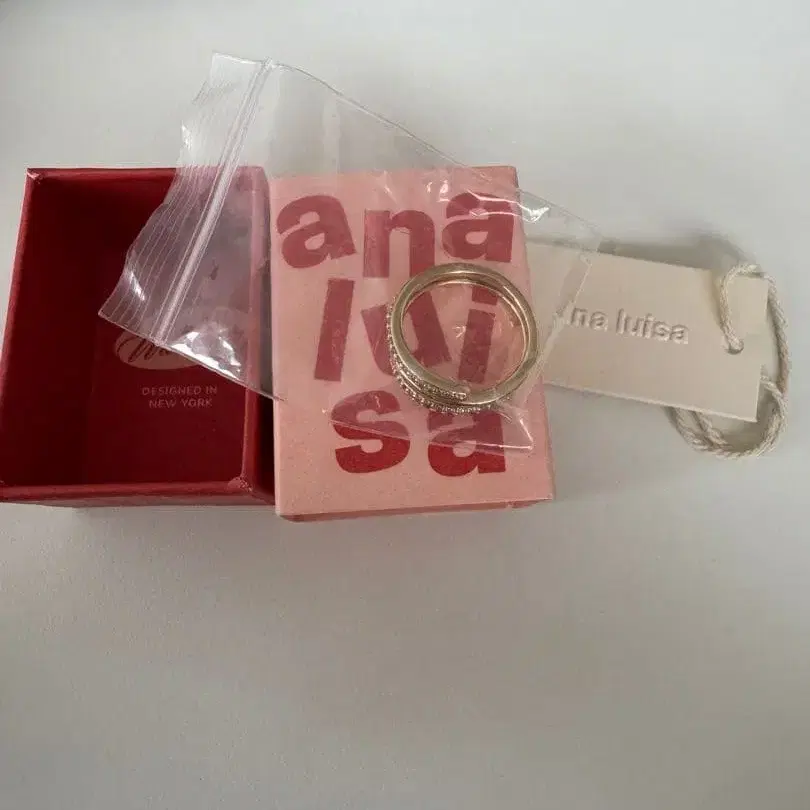 ana
lui
sa
DESIGNED IN
NEW YORK
na luisa